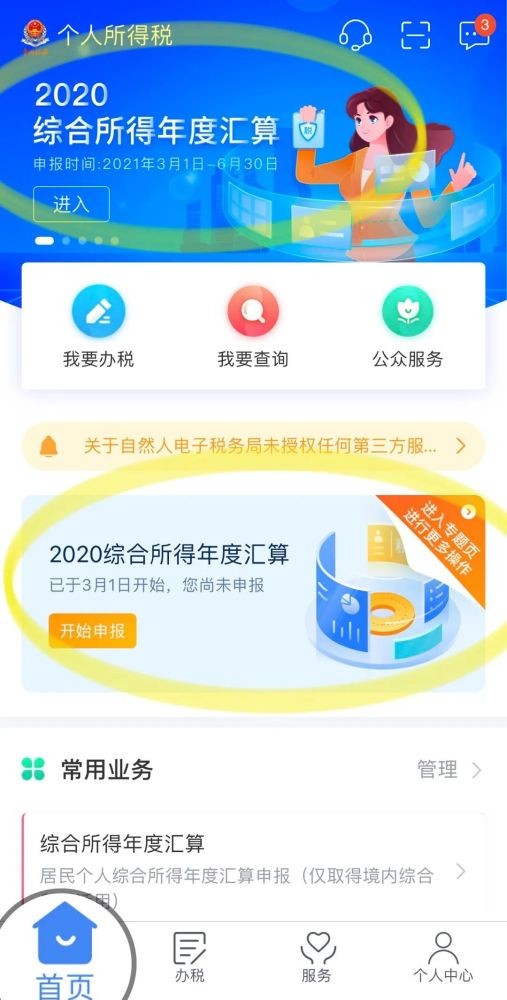 个人所得税
3
2020
综合所得年度汇算
申报时间:2021年3月1日-6月30日
税
进入
我要办税
我要查询
公众服务
关于自然人电子税务局未授权任何第三方服...
进入专题页
进行更多操作
2020综合所得年度汇算
已于3月1日开始，您尚未申报
开始申报
常用业务
管理
综合所得年度汇算
居民个人综合所得年度汇算申报（仅取得境内综合
用）
首页
办税
服务
个人中心